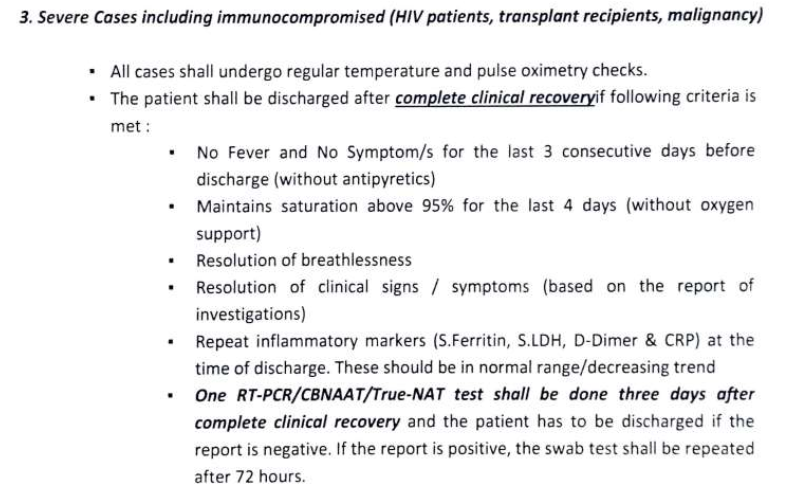 3. Severe Cases including immunocompromised (HIV patients, transplant recipients, malignancy)
▪ All cases shall undergo regular temperature and pulse oximetry checks.
▪ The patient shall be discharged after complete clinical recoveryif following criteria is
met :
▪ No Fever and No Symptom/s for the last 3 consecutive days before
discharge (without antipyretics)
▪ Maintains saturation above 95% for the last 4 days (without oxygen
support)
▪ Resolution of breathlessness
▪ Resolution of clinical signs / symptoms (based on the report of
investigations)
▪ Repeat inflammatory markers (S.Ferritin, S.LDH, D-Dimer & CRP) at the
time of discharge. These should be in normal range/decreasing trend
▪ One RT-PCR/CBNAAT/True-NAT test shall be done three days after
complete clinical recovery and the patient has to be discharged if the
report is negative. If the report is positive, the swab test shall be repeated
after 72 hours.